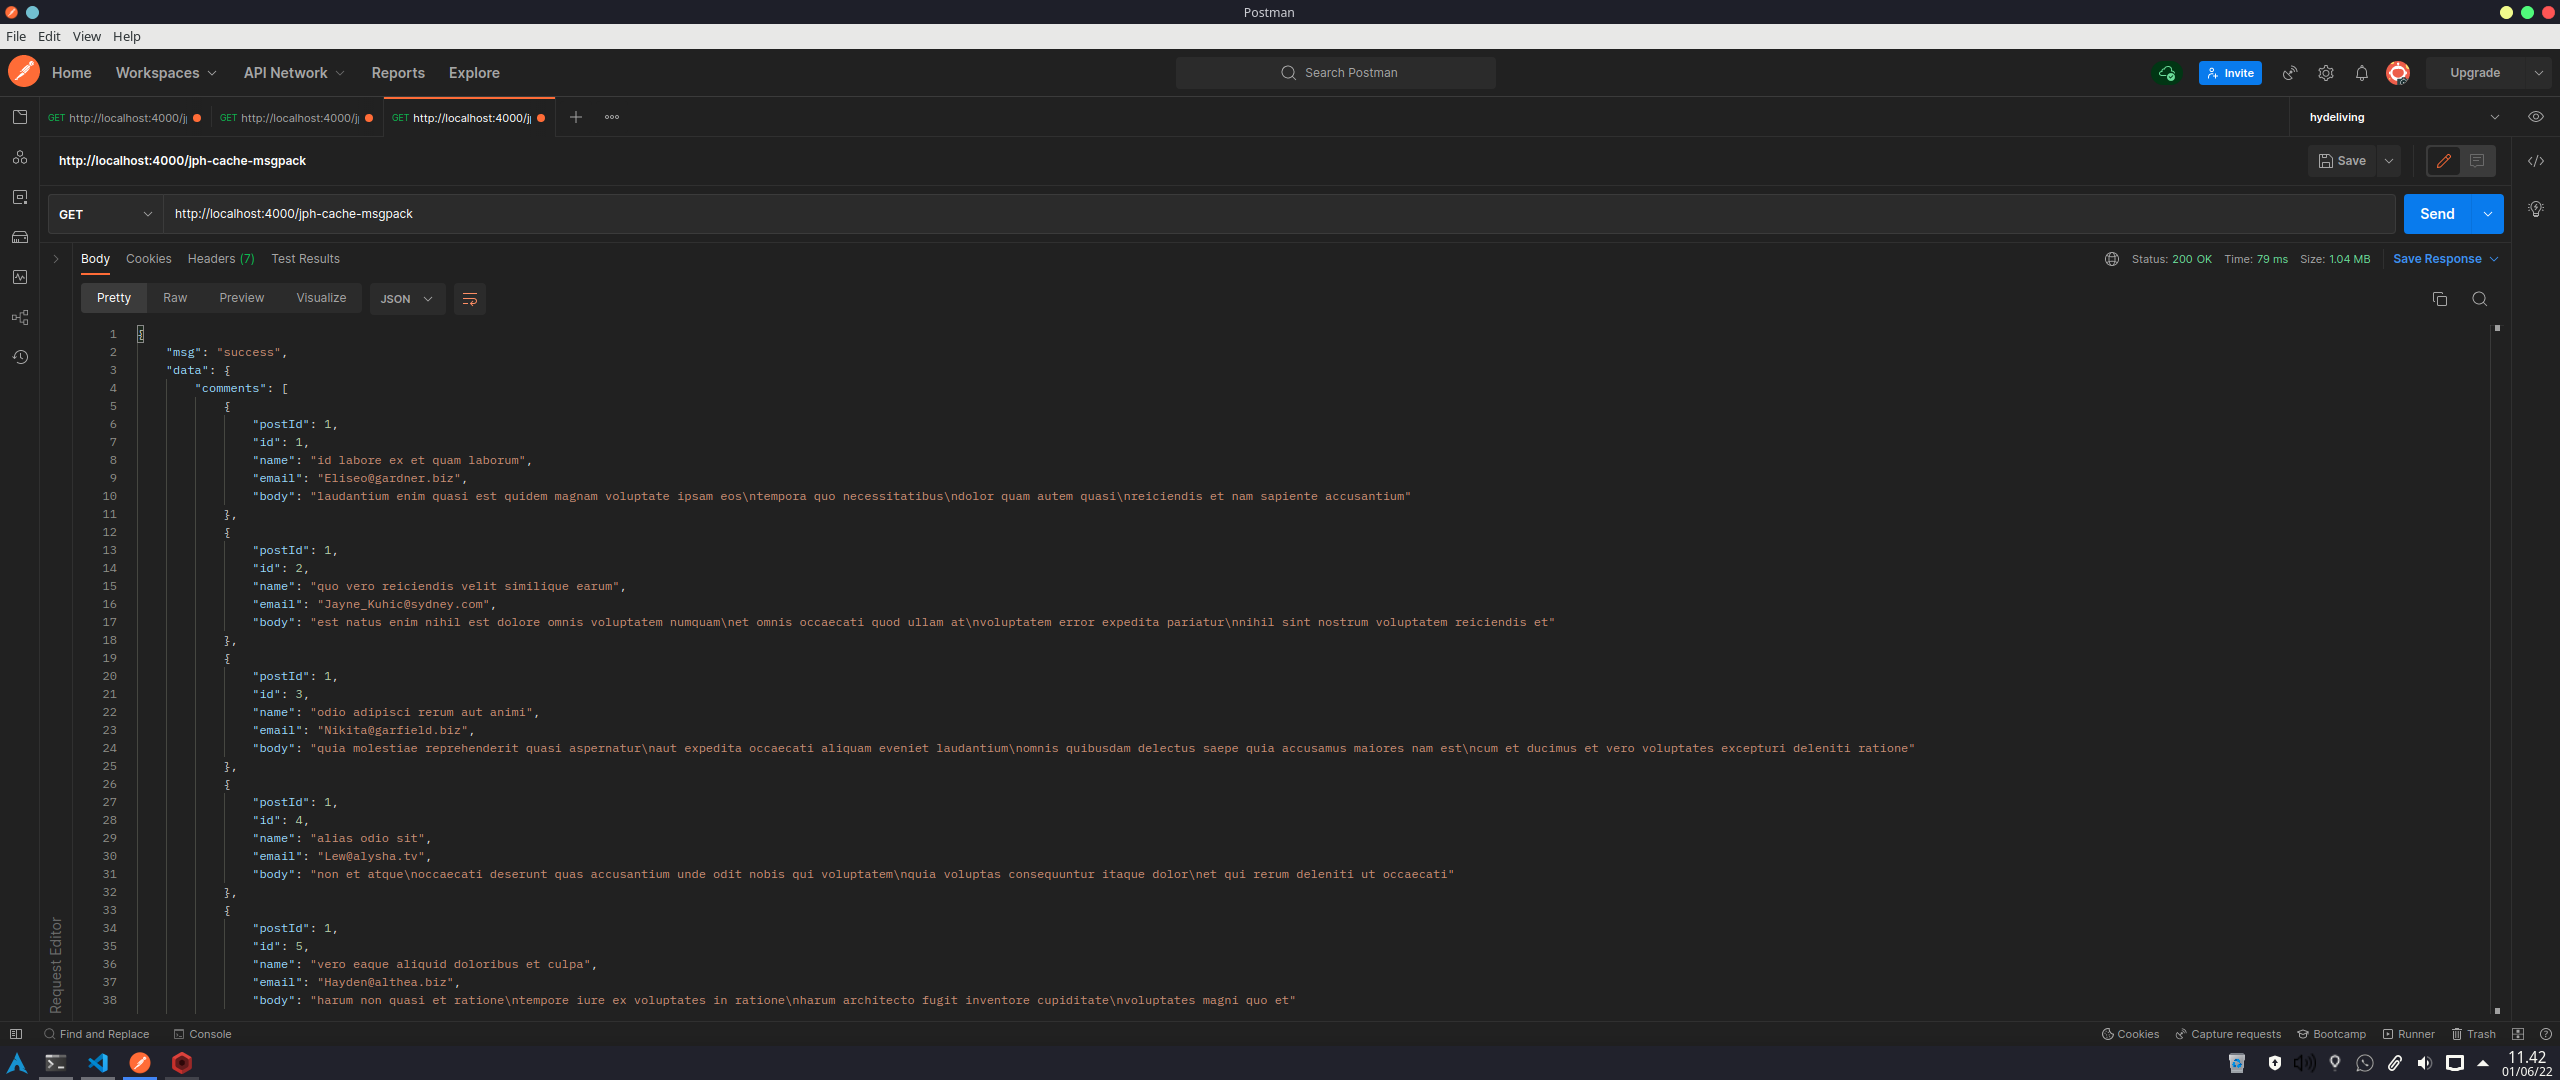 Postman
File Edit View Help
Home Workspaces API Network Reports Explore Search Postman Invite Upgrade
GET http://localhost:4000/j GET http://localhost:4000/j GET http://localhost:4000/j hydeliving
http://localhost:4000/jph-cache-msgpack Save
GET http://localhost:4000/jph-cache-msgpack Send
Body Cookies Headers (7) Test Results Status: 200 OK Time: 79 ms Size: 1.04 MB Save Response
Pretty Raw Preview Visualize JSON
1 {
2 "msg": "success",
3 "data": {
4 "comments": [
5 {
6 "postId": 1,
7 "id": 1,
8 "name": "id labore ex et quam laborum",
9 "email": "Eliseo@gardner.biz",
10 "body": "laudantium enim quasi est quidem magnam voluptate ipsam eos\ntempora quo necessitatibus\ndolor quam autem quasi\nreiciendis et nam sapiente accusantium"
11 },
12 {
13 "postId": 1,
14 "id": 2,
15 "name": "quo vero reiciendis velit similique earum",
16 "email": "Jayne_Kuhic@sydney.com",
17 "body": "est natus enim nihil est dolore omnis voluptatem numquam\net omnis occaecati quod ullam at\nvoluptatem error expedita pariatur\nnihil sint nostrum voluptatem reiciendis et"
18 },
19 {
20 "postId": 1,
21 "id": 3,
22 "name": "odio adipisci rerum aut animi",
23 "email": "Nikita@garfield.biz",
24 "body": "quia molestiae reprehenderit quasi aspernatur\naut expedita occaecati aliquam eveniet laudantium\nomnis quibusdam delectus saepe quia accusamus maiores nam est\ncum et ducimus et vero voluptates excepturi deleniti ratione"
25 },
26 {
27 "postId": 1,
28 "id": 4,
29 "name": "alias odio sit",
30 "email": "Lew@alysha.tv",
31 "body": "non et atque\noccaecati deserunt quas accusantium unde odit nobis qui voluptatem\nquia voluptas consequuntur itaque dolor\net qui rerum deleniti ut occaecati"
32 },
33 {
34 "postId": 1,
35 "id": 5,
36 "name": "vero eaque aliquid doloribus et culpa",
37 "email": "Hayden@althea.biz",
38 "body": "harum non quasi et ratione\ntempore iure ex voluptates in ratione\nharum architecto fugit inventore cupiditate\nvoluptates magni quo et"
Request Editor
Find and Replace Console Cookies Capture requests Bootcamp Runner Trash
11.42
01/06/22